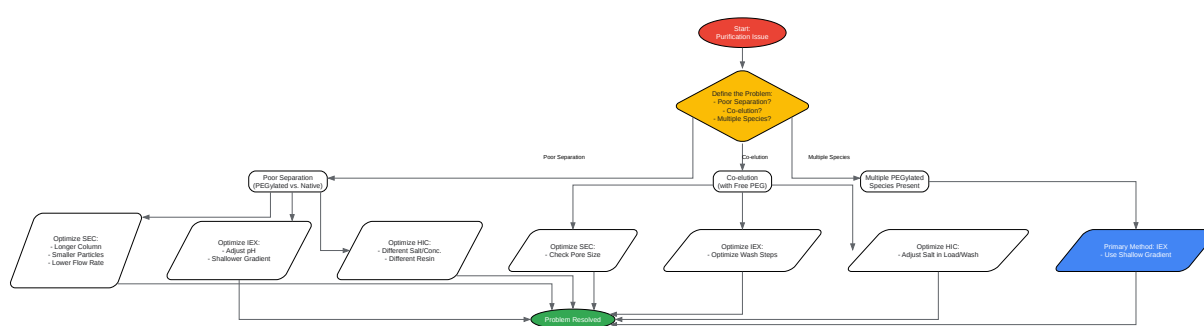 Start:
Purification Issue
Define the Problem:
- Poor Separation?
- Co-elution?
- Multiple Species?
Poor Separation
Co-elution
Multiple Species
Poor Separation
(PEGylated vs. Native)
Co-elution
(with Free PEG)
Multiple PEGylated
Species Present
Optimize SEC:
- Longer Column
- Smaller Particles
- Lower Flow Rate
Optimize IEX:
- Adjust pH
- Shallower Gradient
Optimize HIC:
- Different Salt/Conc.
- Different Resin
Optimize SEC:
- Check Pore Size
Optimize IEX:
- Optimize Wash Steps
Optimize HIC:
- Adjust Salt in Load/Wash
Primary Method: IEX
- Use Shallow Gradient
Problem Resolved